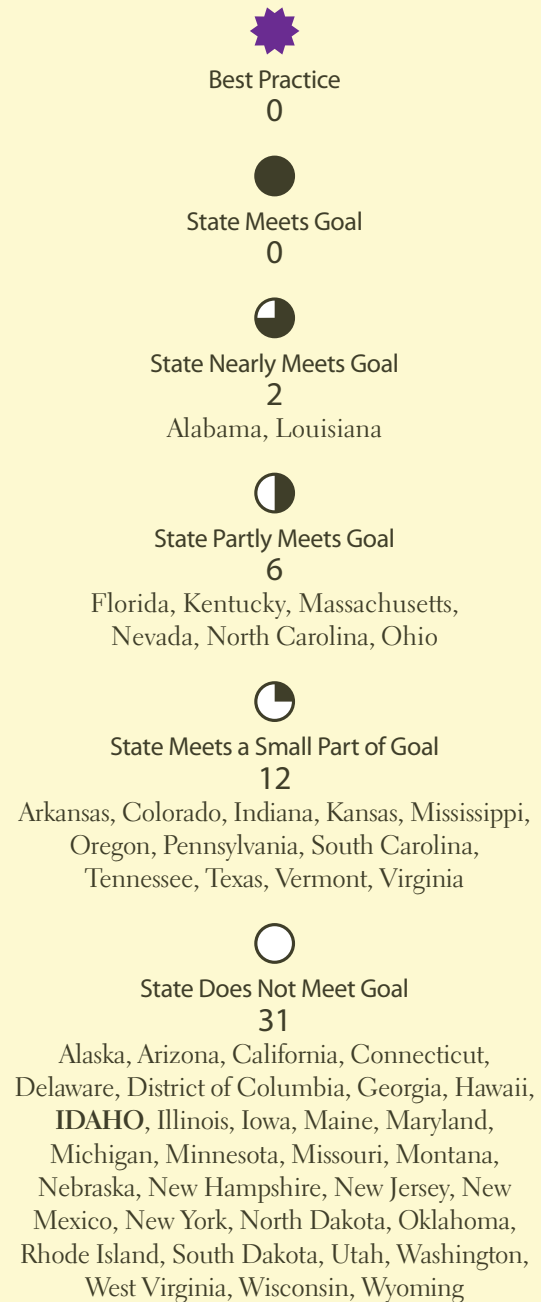 Best Practice
0
State Meets Goal
0
State Nearly Meets Goal
2
Alabama, Louisiana
State Partly Meets Goal
6
Florida, Kentucky, Massachusetts,
Nevada, North Carolina, Ohio
State Meets a Small Part of Goal
12
Arkansas, Colorado, Indiana, Kansas, Mississippi,
Oregon, Pennsylvania, South Carolina,
Tennessee, Texas, Vermont, Virginia
State Does Not Meet Goal
31
Alaska, Arizona, California, Connecticut,
Delaware, District of Columbia, Georgia, Hawaii,
IDAHO, Illinois, Iowa, Maine, Maryland,
Michigan, Minnesota, Missouri, Montana,
Nebraska, New Hampshire, New Jersey, New
Mexico, New York, North Dakota, Oklahoma,
Rhode Island, South Dakota, Utah, Washington,
West Virginia, Wisconsin, Wyoming